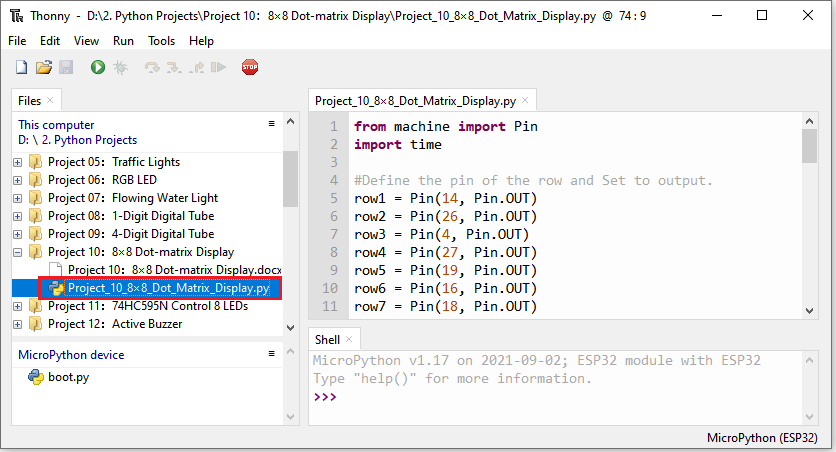 Thonny - D:\2. Python Projects\Project 10：8×8 Dot-matrix Display\Project_10_8×8_Dot_Matrix_Display.py @ 74:9
File Edit View Run Tools Help
STOP
Files
This computer
D: \ 2. Python Projects
Project 05：Traffic Lights
Project 06：RGB LED
Project 07：Flowing Water Light
Project 08：1-Digit Digital Tube
Project 09：4-Digit Digital Tube
Project 10：8×8 Dot-matrix Display
Project 10：8×8 Dot-matrix Display.docx
Project_10_8×8_Dot_Matrix_Display.py
Project 11：74HC595N Control 8 LEDs
Project 12：Active Buzzer
MicroPython device
boot.py
Project_10_8×8_Dot_Matrix_Display.py
1 from machine import Pin
2 import time
3
4 #Define the pin of the row and Set to output.
5 row1 = Pin(14, Pin.OUT)
6 row2 = Pin(26, Pin.OUT)
7 row3 = Pin(4, Pin.OUT)
8 row4 = Pin(27, Pin.OUT)
9 row5 = Pin(19, Pin.OUT)
10 row6 = Pin(16, Pin.OUT)
11 row7 = Pin(18, Pin.OUT)
Shell
MicroPython v1.17 on 2021-09-02; ESP32 module with ESP32
Type "help()" for more information.
>>>
MicroPython (ESP32)